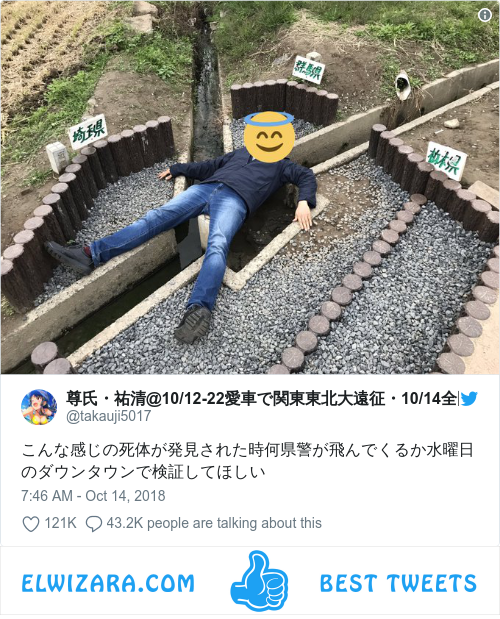 群馬県
埼玉県
栃木県
尊氏・祐清@10/12-22愛車で関東東北大遠征・10/14全
@takauji5017
こんな感じの死体が発見された時何県警が飛んでくるか水曜日
のダウンタウンで検証してほしい
7:46 AM - Oct 14, 2018
121K 43.2K people are talking about this
ELWIZARA.COM BEST TWEETS